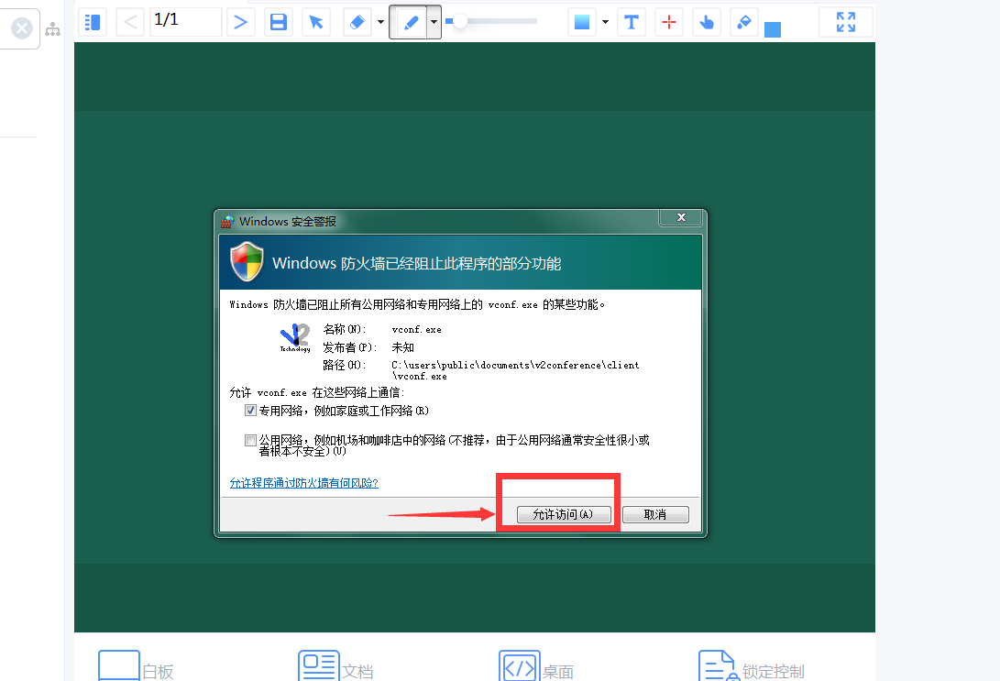 1/1
T
Windows 安全警报
Windows 防火墙已经阻止此程序的部分功能
Windows 防火墙已阻止所有公用网络和专用网络上的 vconf.exe 的某些功能。
V2
Technology
名称(N): vconf.exe
发布者(P): 未知
路径(H): C:\users\public\documents\v2conference\client
\vconf.exe
允许 vconf.exe 在这些网络上通信:
专用网络，例如家庭或工作网络(R)
公用网络，例如机场和咖啡店中的网络(不推荐，由于公用网络通常安全性很小或
者根本不安全)(U)
允许程序通过防火墙有何风险?
允许访问(A) 取消
白板 文档 桌面 锁定控制